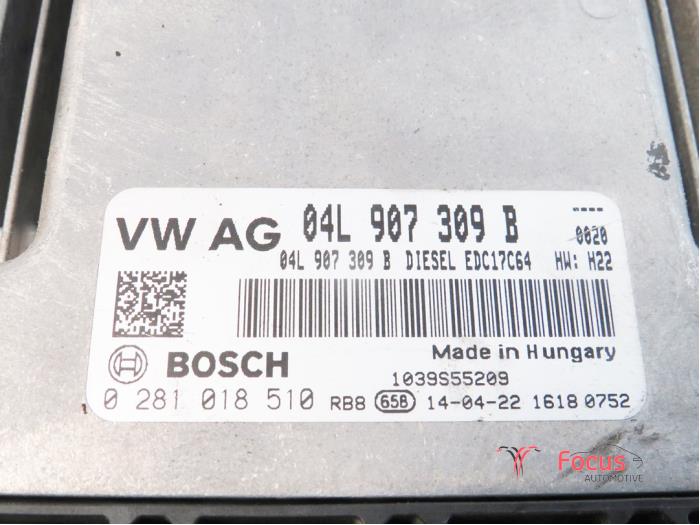 VW AG 04L 907 309 B ----
0020
04L 907 309 B DIESEL EDC17C64 HW: H22
BOSCH Made in Hungary
1039S55209
0 281 018 510 RB8 65B 14-04-22 1618 0752
Focus
AUTOMOTIVE